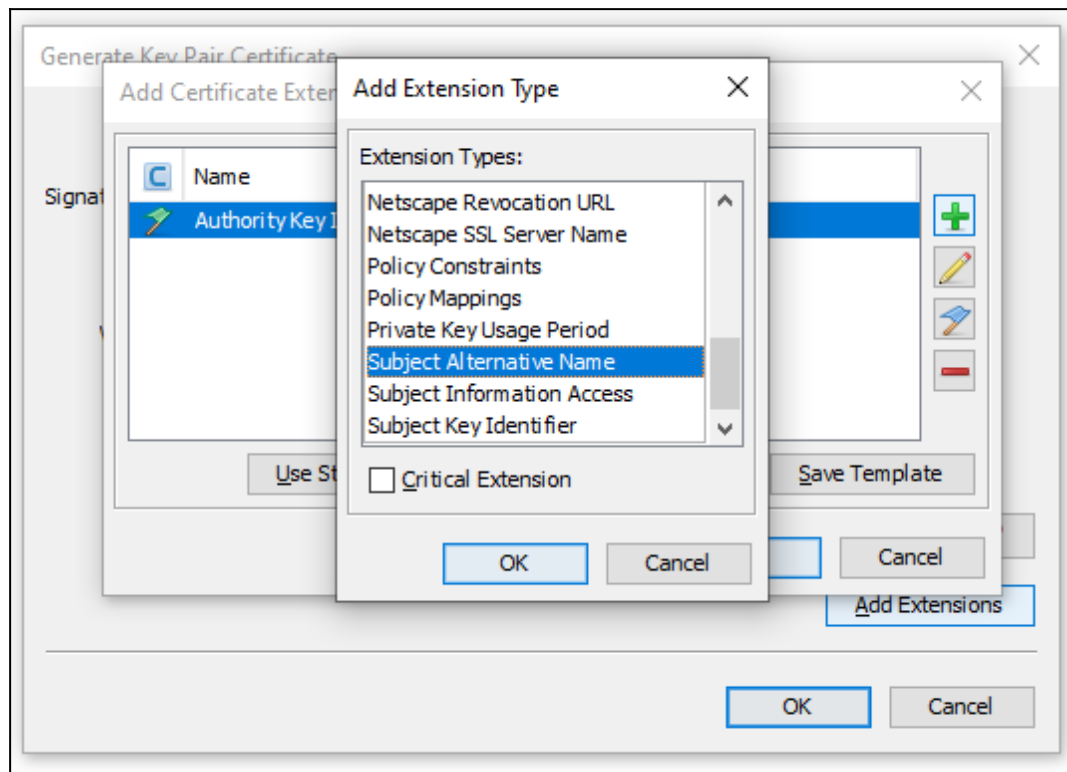 Generate Key Pair Certificate
Add Certificate Exten
Add Extension Type
Extension Types:
Name
Signat
Authority Key I
Netscape Revocation URL
Netscape SSL Server Name
Policy Constraints
Policy Mappings
Private Key Usage Period
Subject Alternative Name
Subject Information Access
Subject Key Identifier
Use St
Critical Extension
Save Template
OK
Cancel
Cancel
Add Extensions
OK
Cancel